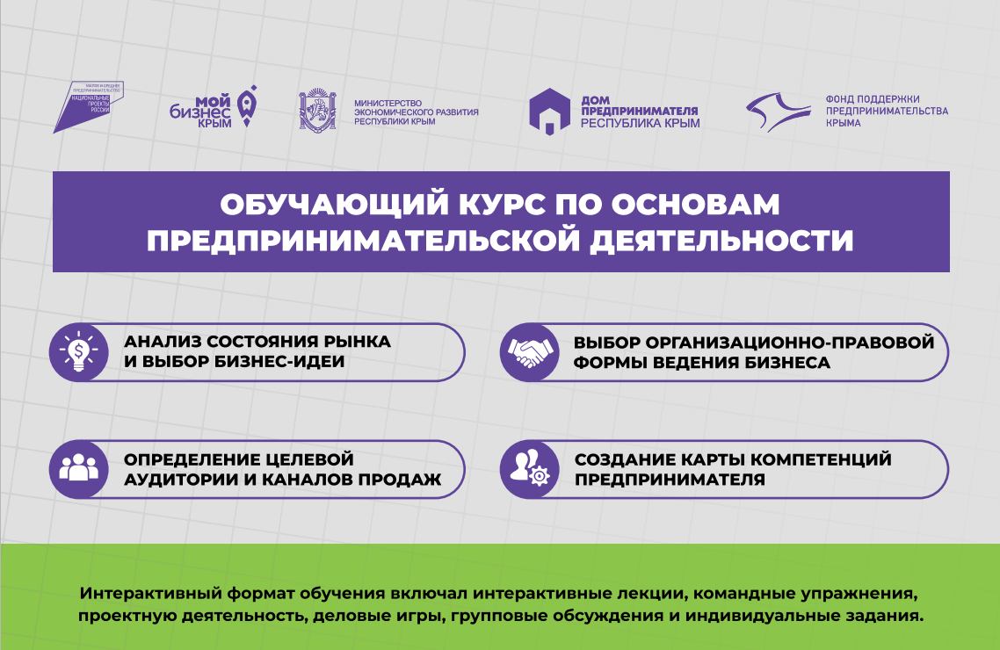 МАЛОЕ И СРЕДНЕЕ
ПРЕДПРИНИМАТЕЛЬСТВО
НАЦИОНАЛЬНЫЕ
ПРОЕКТЫ
РОССИИ
МОЙ
бизнес
КРЫМ
МИНИСТЕРСТВО
ЭКОНОМИЧЕСКОГО РАЗВИТИЯ
РЕСПУБЛИКИ КРЫМ
ДОМ
ПРЕДПРИНИМАТЕЛЯ
РЕСПУБЛИКА КРЫМ
ФОНД ПОДДЕРЖКИ
ПРЕДПРИНИМАТЕЛЬСТВА
КРЫМА
ОБУЧАЮЩИЙ КУРС ПО ОСНОВАМ
ПРЕДПРИНИМАТЕЛЬСКОЙ ДЕЯТЕЛЬНОСТИ
АНАЛИЗ СОСТОЯНИЯ РЫНКА
И ВЫБОР БИЗНЕС-ИДЕИ
ВЫБОР ОРГАНИЗАЦИОННО-ПРАВОВОЙ
ФОРМЫ ВЕДЕНИЯ БИЗНЕСА
ОПРЕДЕЛЕНИЕ ЦЕЛЕВОЙ
АУДИТОРИИ И КАНАЛОВ ПРОДАЖ
СОЗДАНИЕ КАРТЫ КОМПЕТЕНЦИЙ
ПРЕДПРИНИМАТЕЛЯ
Интерактивный формат обучения включал интерактивные лекции, командные упражнения,
проектную деятельность, деловые игры, групповые обсуждения и индивидуальные задания.